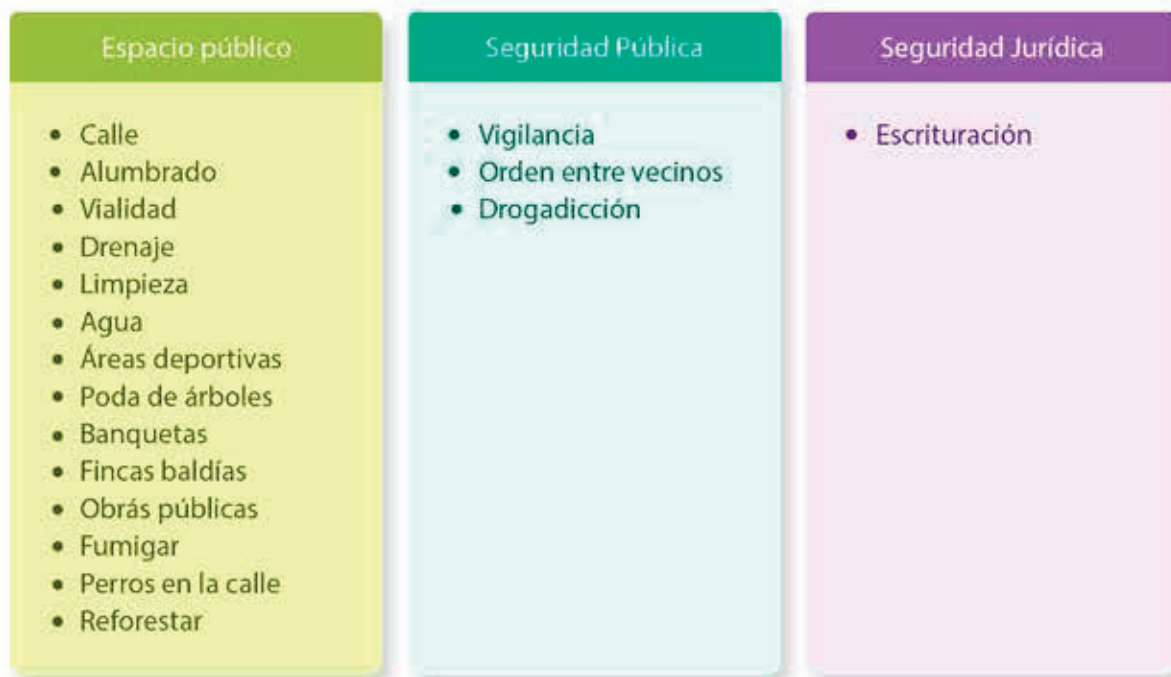 Espacio público
• Calle
• Alumbrado
• Vialidad
• Drenaje
• Limpieza
• Agua
• Áreas deportivas
• Poda de árboles
• Banquetas
• Fincas baldías
• Obrás públicas
• Fumigar
• Perros en la calle
• Reforestar
Seguridad Pública
• Vigilancia
• Orden entre vecinos
• Drogadicción
Seguridad Jurídica
• Escrituración